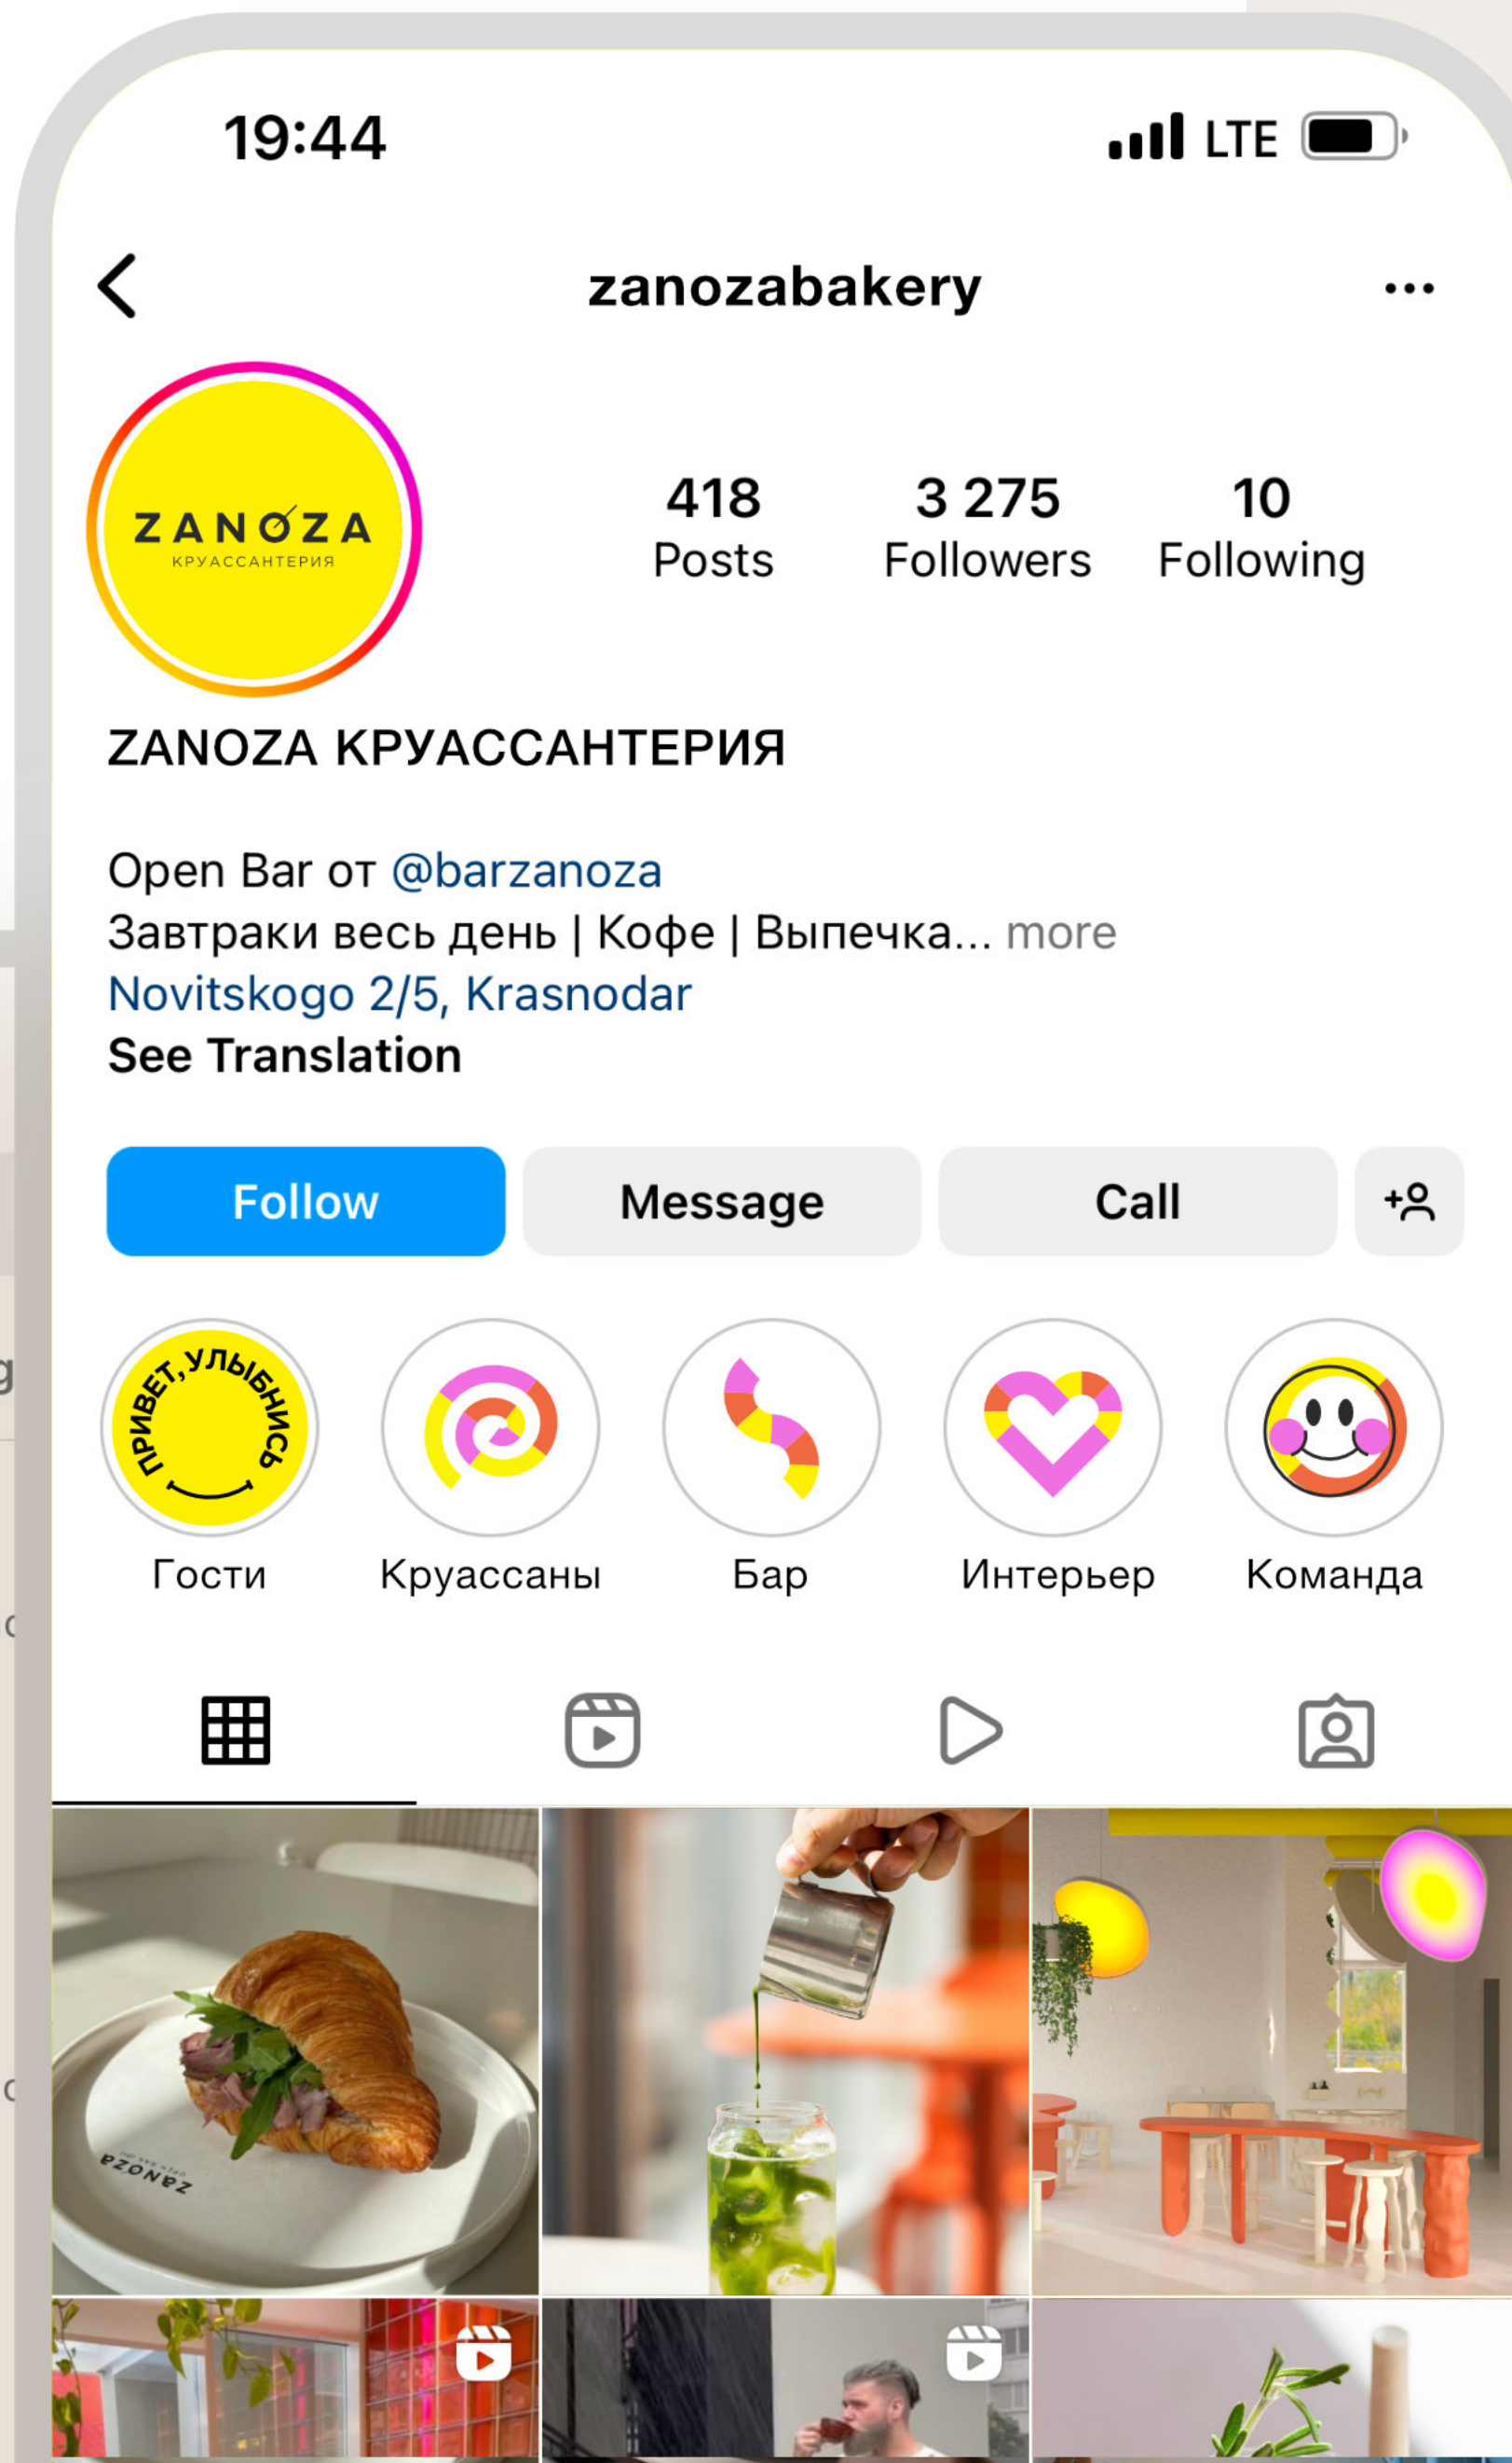 19:44
LTE
zanozabakery
ZANOZA
КРУАССАНТЕРИЯ
418
3 275
10
Posts
Followers
Following
ZANOZA КРУАССАНТЕРИЯ
Open Bar от @barzanoza
Завтраки весь день | Кофе | Выпечка... more
Novitskogo 2/5, Krasnodar
See Translation
Follow
Message
Call
ПРИВЕТ, УЛЫБНИСЬ
Гости
Круассаны
Бар
Интерьер
Команда
zanoza